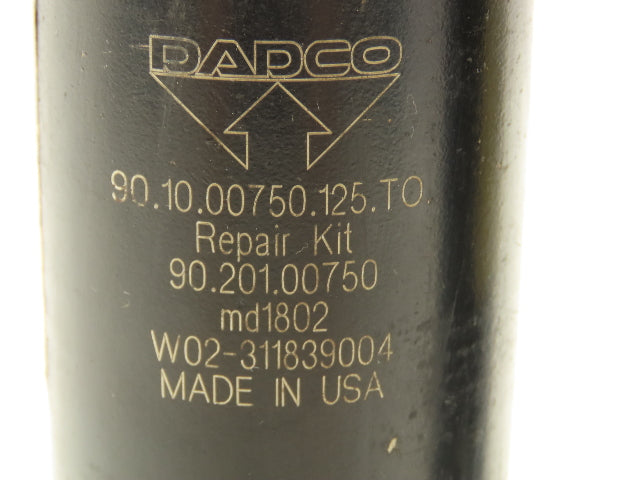 DADCO
90.10.00750.125.TO.
Repair Kit
90.201.00750
md1802
W02-311839004
MADE IN USA